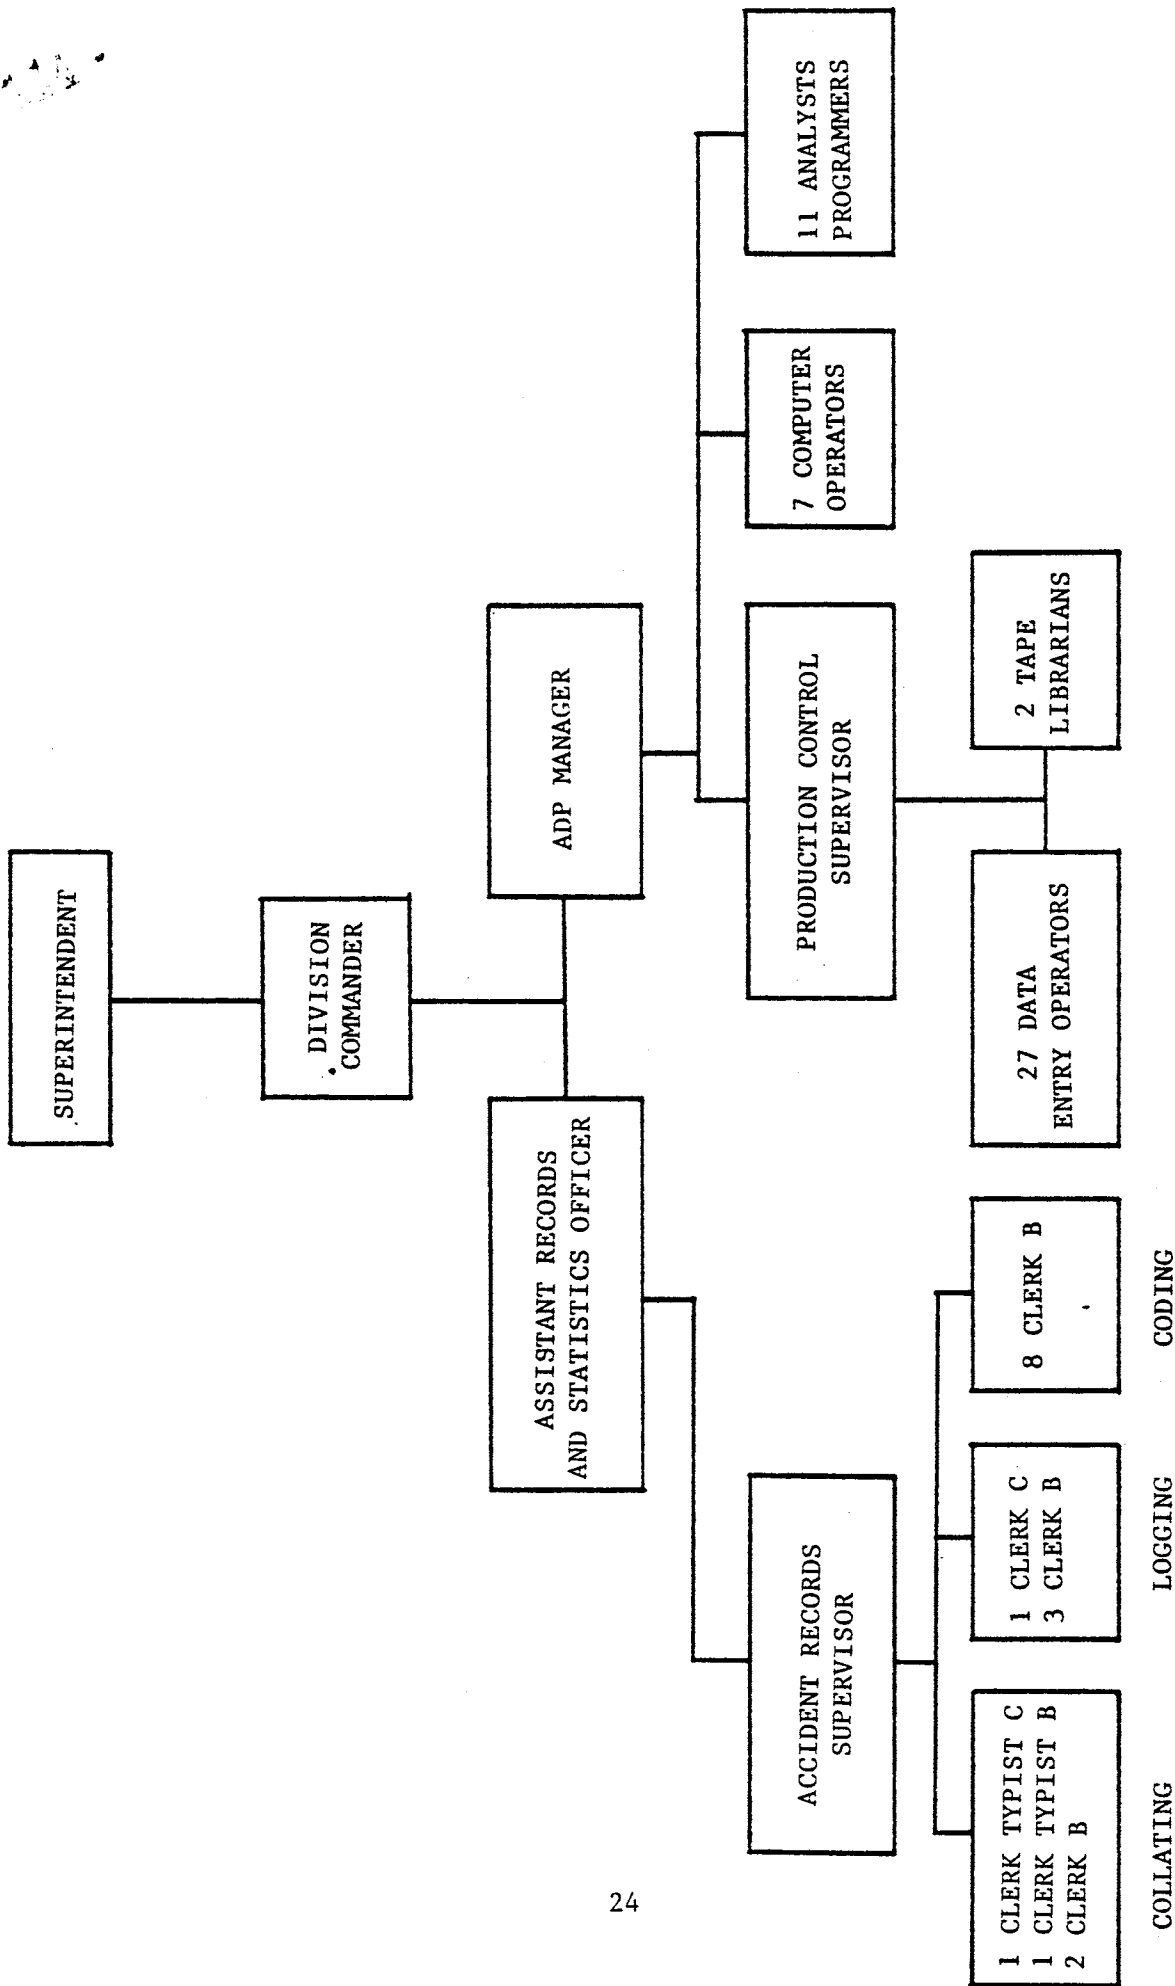 SUPERINTENDENT
DIVISION
COMMANDER
ASSISTANT RECORDS
AND STATISTICS OFFICER
ADP MANAGER
ACCIDENT RECORDS
SUPERVISOR
PRODUCTION CONTROL
SUPERVISOR
7 COMPUTER
OPERATORS
11 ANALYSTS
PROGRAMMERS
1 CLERK TYPIST C
1 CLERK TYPIST B
2 CLERK B
1 CLERK C
3 CLERK B
8 CLERK B
27 DATA
ENTRY OPERATORS
2 TAPE
LIBRARIANS
COLLATING
LOGGING
CODING
24